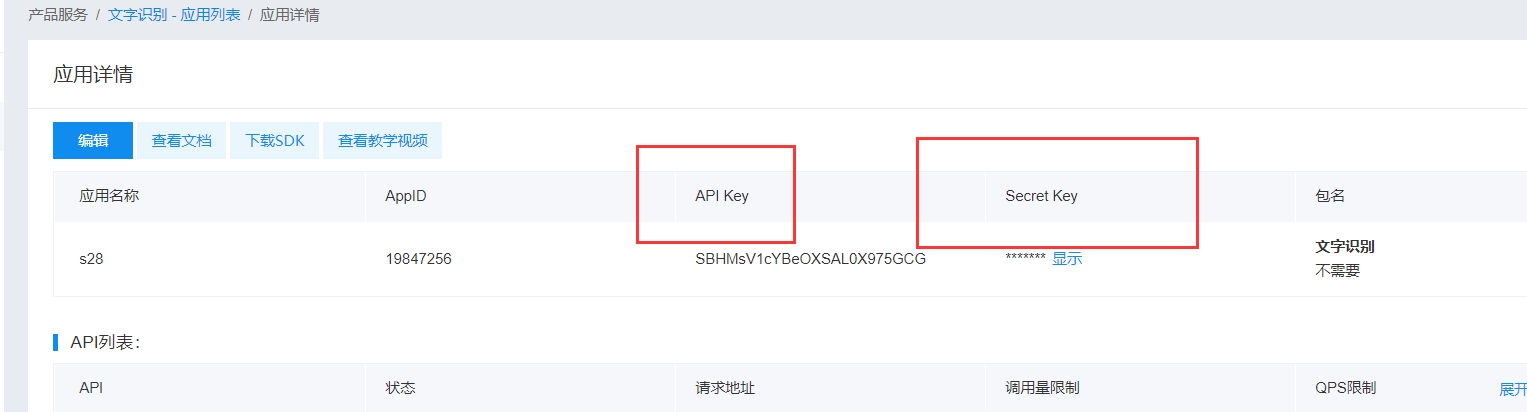 产品服务 / 文字识别 - 应用列表 / 应用详情
应用详情
编辑 查看文档 下载SDK 查看教学视频
应用名称 AppID API Key Secret Key 包名
s28 19847256 SBHMsV1cYBeOXSAL0X975GCG ******* 显示 文字识别
不需要
API列表:
API 状态 请求地址 调用量限制 QPS限制 展开